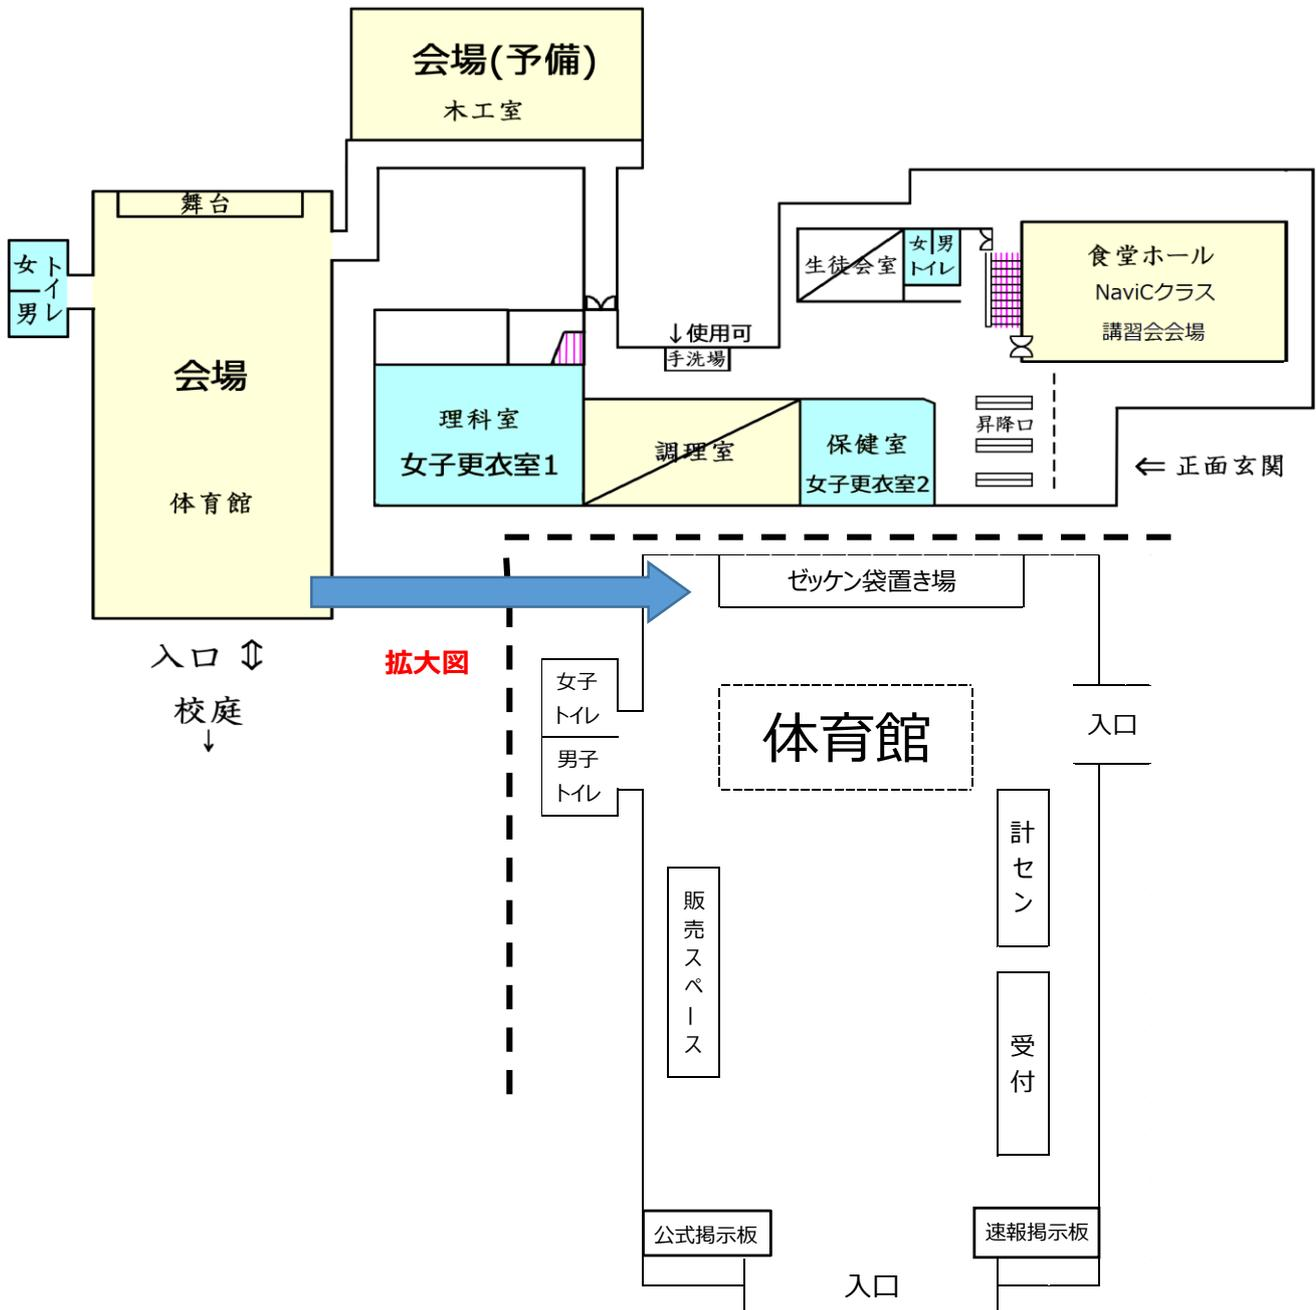 会場(予備)
木工室
舞台
女
男
トイレ
会場
体育館
入口 ⇕
校庭
↓
生徒会室
女 男
トイレ
食堂ホール
NaviCクラス
講習会会場
↓使用可
手洗場
理科室
女子更衣室1
調理室
保健室
女子更衣室2
昇降口
⇐ 正面玄関
拡大図
ゼッケン袋置き場
女子
トイレ
男子
トイレ
体育館
入口
計セン
販売スペース
受付
公式掲示板
速報掲示板
入口